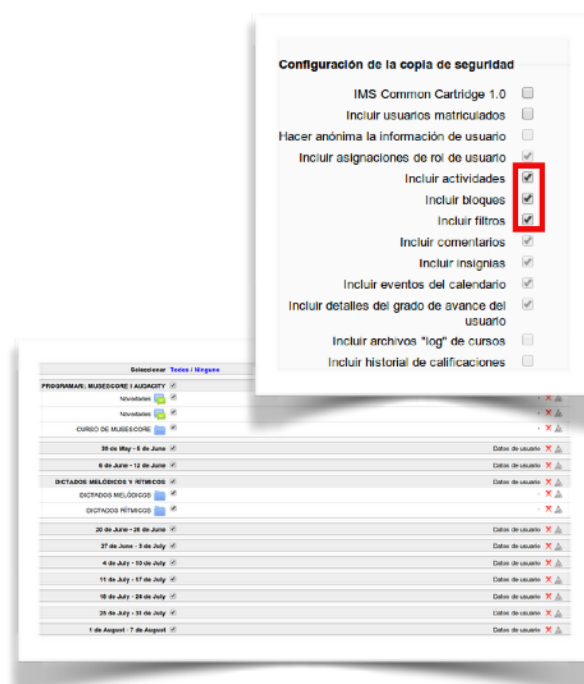 Configuración de la copia de seguridad
IMS Common Cartridge 1.0
Incluir usuarios matriculados
Hacer anónima la información de usuario
Incluir asignaciones de rol de usuario
Incluir actividades
Incluir bloques
Incluir filtros
Incluir comentarios
Incluir insignias
Incluir eventos del calendario
Incluir detalles del grado de avance del
usuario
Incluir archivos "log" de cursos
Incluir historial de calificaciones
Seleccionar Todos / Ninguno
PROGRAMARI: MUSESCORE I AUDACITY
Novedades
Novedades
CURSO DE MUSESCORE
30 de May - 5 de June Datos de usuario
6 de June - 12 de June Datos de usuario
DICTADOS MELÓDICOS Y RÍTMICOS Datos de usuario
DICTADOS MELÓDICOS
DICTADOS RÍTMICOS
20 de June - 26 de June Datos de usuario
27 de June - 3 de July Datos de usuario
4 de July - 10 de July Datos de usuario
11 de July - 17 de July Datos de usuario
18 de July - 24 de July Datos de usuario
25 de July - 31 de July Datos de usuario
1 de August - 7 de August Datos de usuario